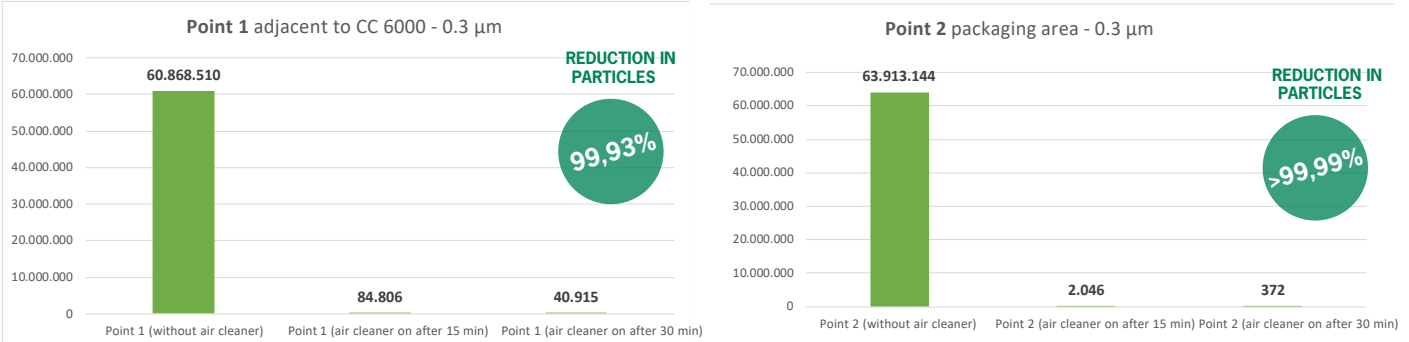 Point 1 adjacent to CC 6000 - 0.3 µm
70.000.000
60.000.000
50.000.000
40.000.000
30.000.000
20.000.000
10.000.000
0
60.868.510
84.806
40.915
REDUCTION IN
PARTICLES
99,93%
Point 1 (without air cleaner)
Point 1 (air cleaner on after 15 min)
Point 1 (air cleaner on after 30 min)
Point 2 packaging area - 0.3 µm
70.000.000
60.000.000
50.000.000
40.000.000
30.000.000
20.000.000
10.000.000
0
63.913.144
2.046
372
REDUCTION IN
PARTICLES
>99,99%
Point 2 (without air cleaner)
Point 2 (air cleaner on after 15 min)
Point 2 (air cleaner on after 30 min)